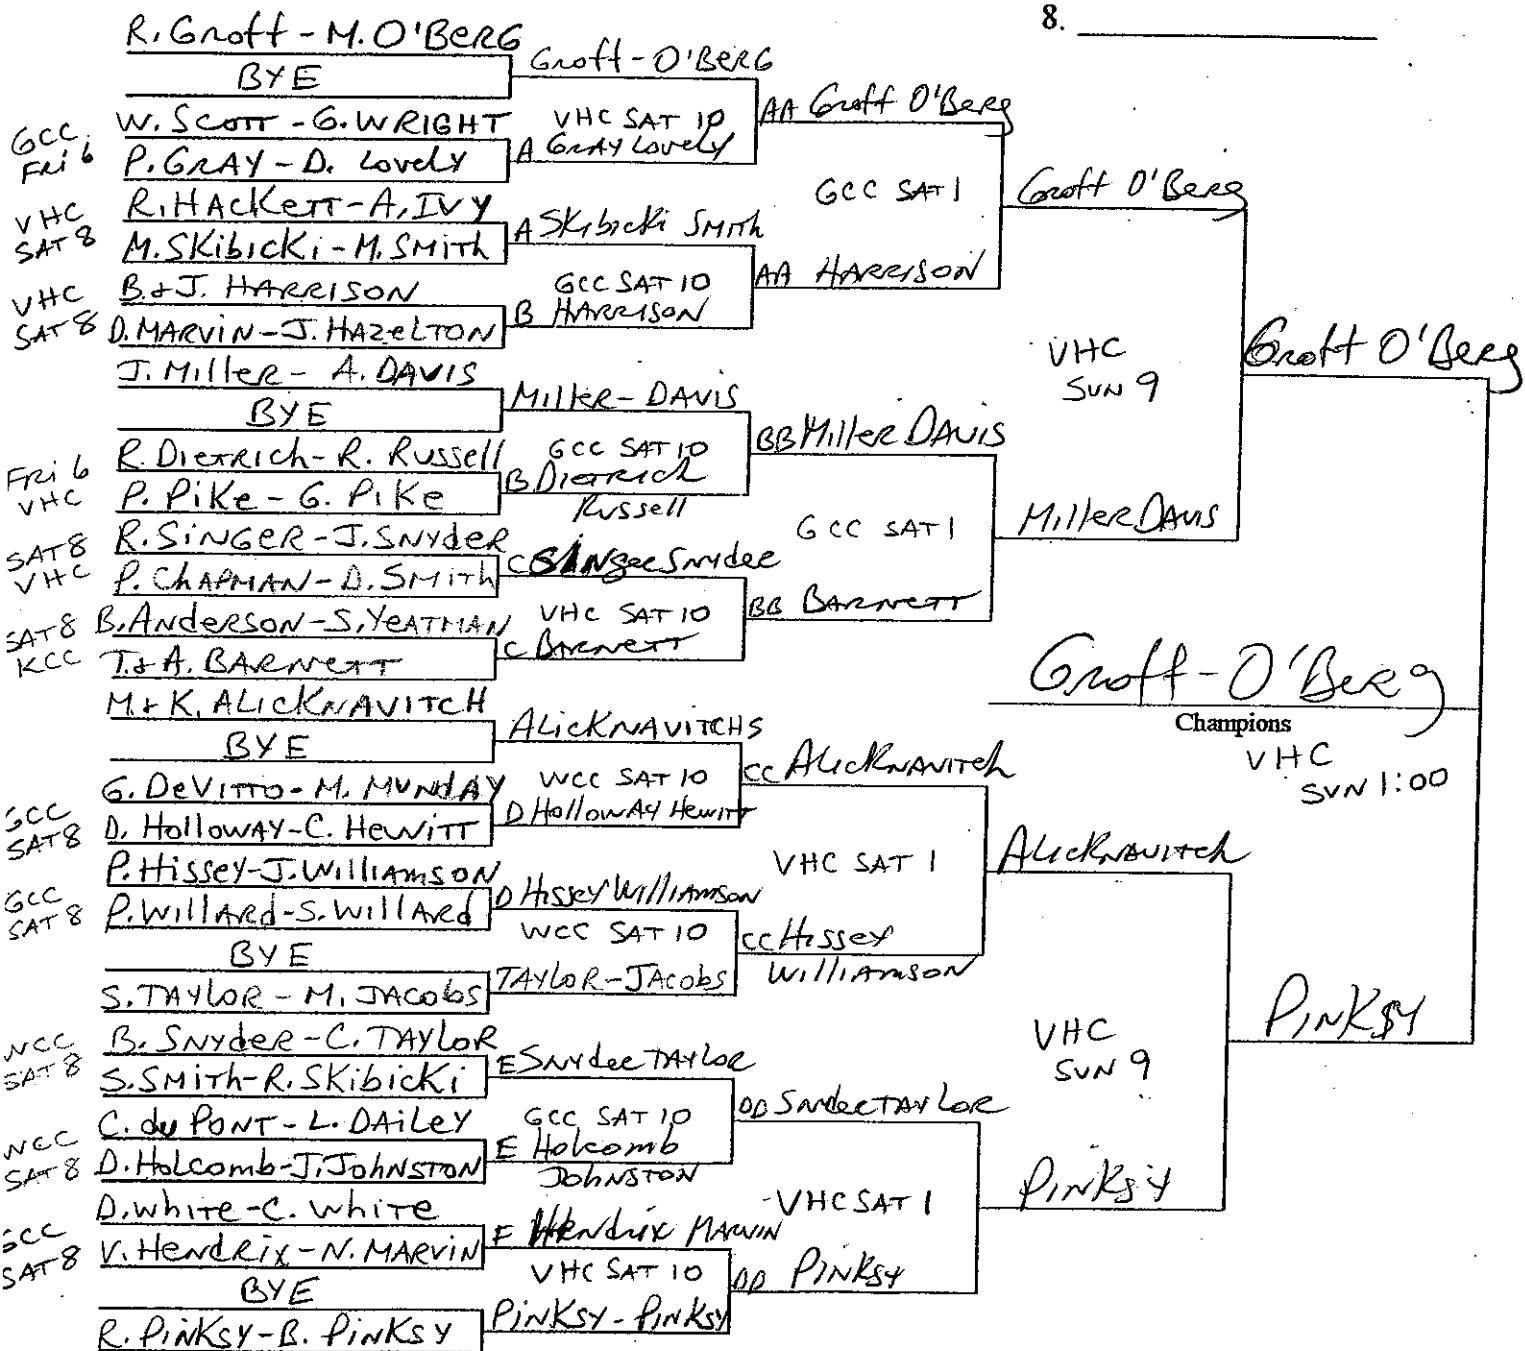 8.
R. Groff - M. O'BERG
BYE
Groff - O'BERG
GCC FRi 6
W. SCOTT - G. WRIGHT
P. GRAY - D. Lovely
VHC SAT 10
A GRAY Lovely
AA Groff O'Berg
VHC SAT 8
R. HACKETT - A. IVY
M. SKibicKi - M. SMITH
A SKibicKi SMITH
VHC SAT 8
B. & J. HARRISON
D. MARVIN - J. HAZELTON
GCC SAT 10
B HARRISON
AA HARRISON
GCC SAT 1
Groff O'Berg
J. MilleR - A. DAVIS
BYE
MilleR - DAVIS
FRi 6 VHC
R. DieTRich - R. Russell
P. PiKe - G. PiKe
GCC SAT 10
B DieTRich Russell
BB MilleR DAVIS
SAT 8 VHC
R. SiNGER - J. SNydeR
P. CHAPMAN - D. SMITH
C SiNgeR SNydeR
SAT 8 KCC
B. AndeRSON - S. YeATMAN
T. & A. BARNETT
VHC SAT 10
C BARNETT
BB BARNETT
GCC SAT 1
MilleR DAVIS
VHC SUN 9
Groff O'Berg
M. & K. ALicKNAVITCH
BYE
ALicKNAVITCHS
GCC SAT 8
G. DeVITTO - M. MUNDAY
D. HollowAY - C. HeWiTT
WCC SAT 10
D HollowAY HewiTT
CC ALicKNAVITCH
GCC SAT 8
P. Hissey - J. WilliAMSON
P. WillARd - S. WillARd
D Hissey WilliAMSON
BYE
S. TAYLOR - M. JACObS
WCC SAT 10
TAYLOR - JACObS
CC Hissey WilliAMSON
VHC SAT 1
ALicKNAVITCH
WCC SAT 8
B. SNydeR - C. TAYLOR
S. SMITH - R. SKibicKi
E SNydeR TAYLOR
WCC SAT 8
C. du PONT - L. DAiLEY
D. HolComb - J. JOHNSTON
GCC SAT 10
E Holcomb JOHNSTON
DD SNydeR TAYLOR
GCC SAT 8
D. WhiTe - C. WhiTe
V. HeNdRix - N. MARViN
E HeNdRix MARVIN
BYE
R. PiNKSY - B. PiNKSY
VHC SAT 10
PiNKSY - PiNKSY
DD PiNKSY
VHC SAT 1
PiNKSY
VHC SUN 9
PiNKSY
Groff - O'Berg
Champions
VHC SUN 1:00